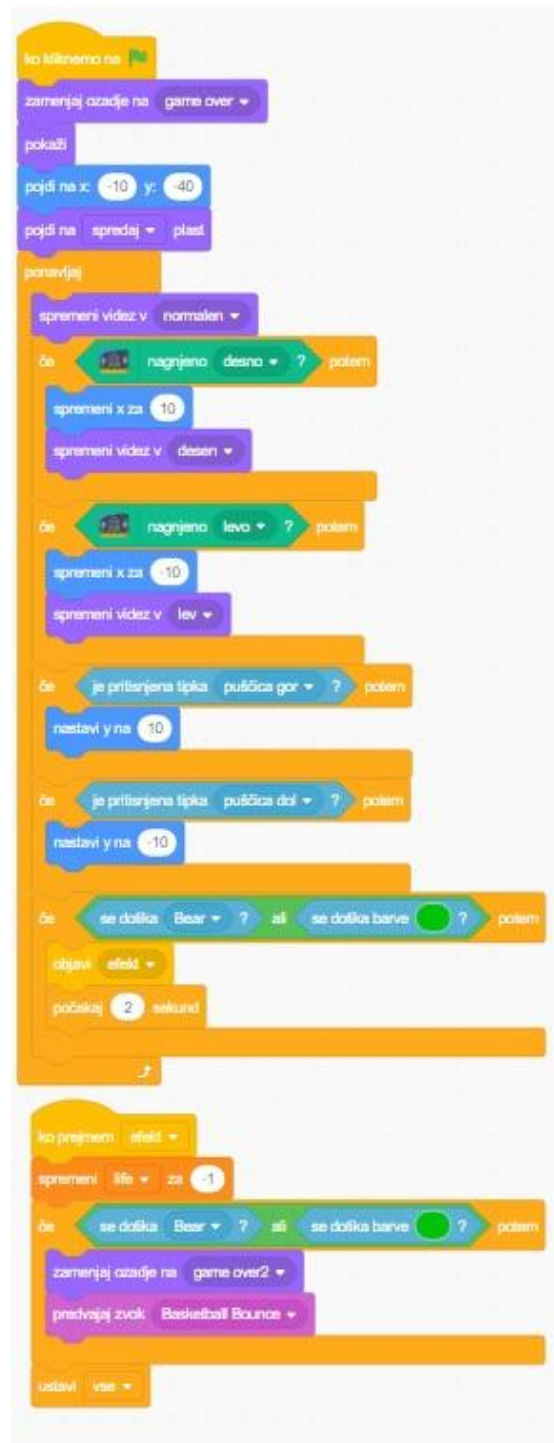 ko kliknemo na
zamenjaj ozadje na game over
pokaži
pojdi na x: -10 y: -40
pojdi na spredaj plast
ponavljaj
spremeni videz v normalen
če nagnjeno desno ? potem
spremeni x za 10
spremeni videz v desen
če nagnjeno levo ? potem
spremeni x za -10
spremeni videz v lev
če je pritisnjena tipka puščica gor ? potem
nastavi y na 10
če je pritisnjena tipka puščica dol ? potem
nastavi y na -10
če se dotika Bear ? ali se dotika barve ? potem
objavi efekt
počakaj 2 sekund
ko prejmem efekt
spremeni life za -1
če se dotika Bear ? ali se dotika barve ? potem
zamenjaj ozadje na game over2
predvajaj zvok Basketball Bounce
ustavi vse